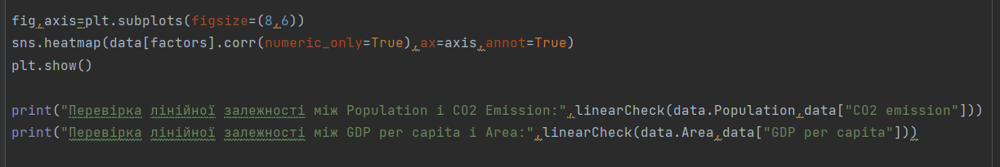 fig,axis=plt.subplots(figsize=(8,6))
sns.heatmap(data[factors].corr(numeric_only=True),ax=axis,annot=True)
plt.show()
print("Перевірка лінійної залежності між Population і CO2 Emission:",linearCheck(data.Population,data["CO2 emission"]))
print("Перевірка лінійної залежності між GDP per capita і Area:",linearCheck(data.Area,data["GDP per capita"]))